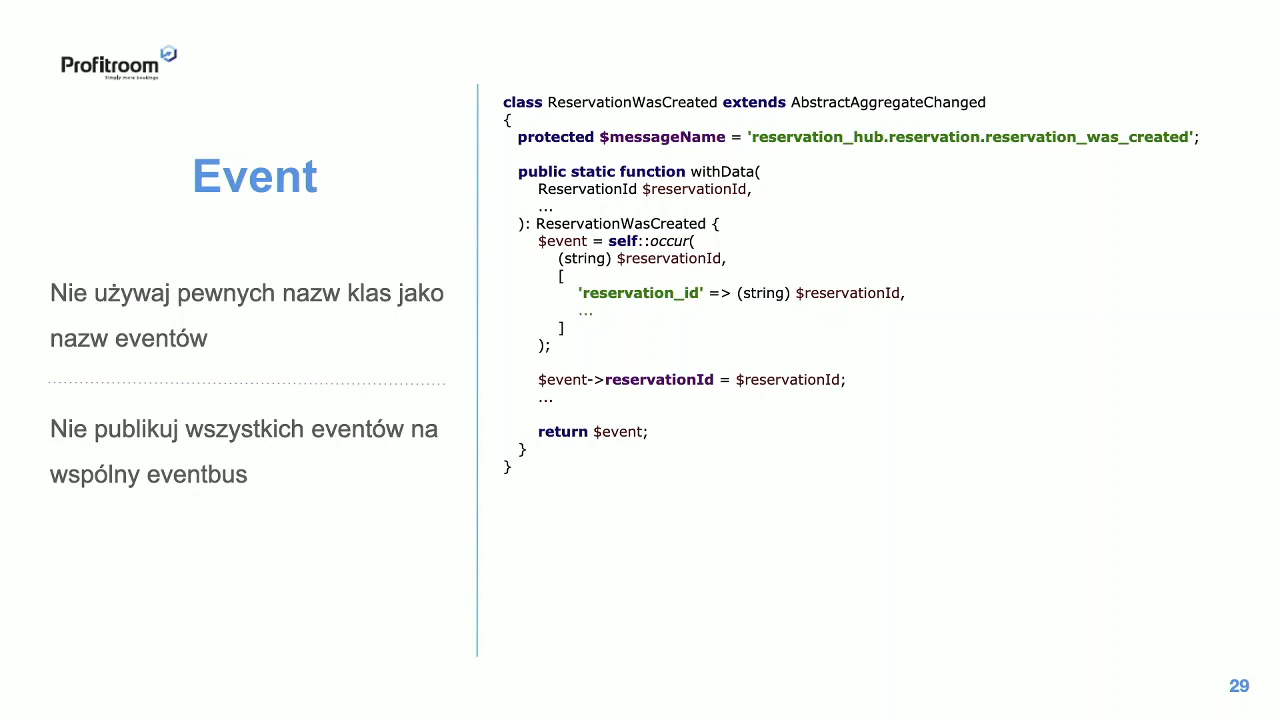 Profitroom
Simply more bookings
Event
Nie używaj pewnych nazw klas jako
nazw eventów
Nie publikuj wszystkich eventów na
wspólny eventbus
class ReservationWasCreated extends AbstractAggregateChanged
{
protected $messageName = 'reservation_hub.reservation.reservation_was_created';
public static function withData(
ReservationId $reservationId,
...
): ReservationWasCreated {
$event = self::occur(
(string) $reservationId,
[
'reservation_id' => (string) $reservationId,
...
]
);
$event->reservationId = $reservationId;
...
return $event;
}
}
29